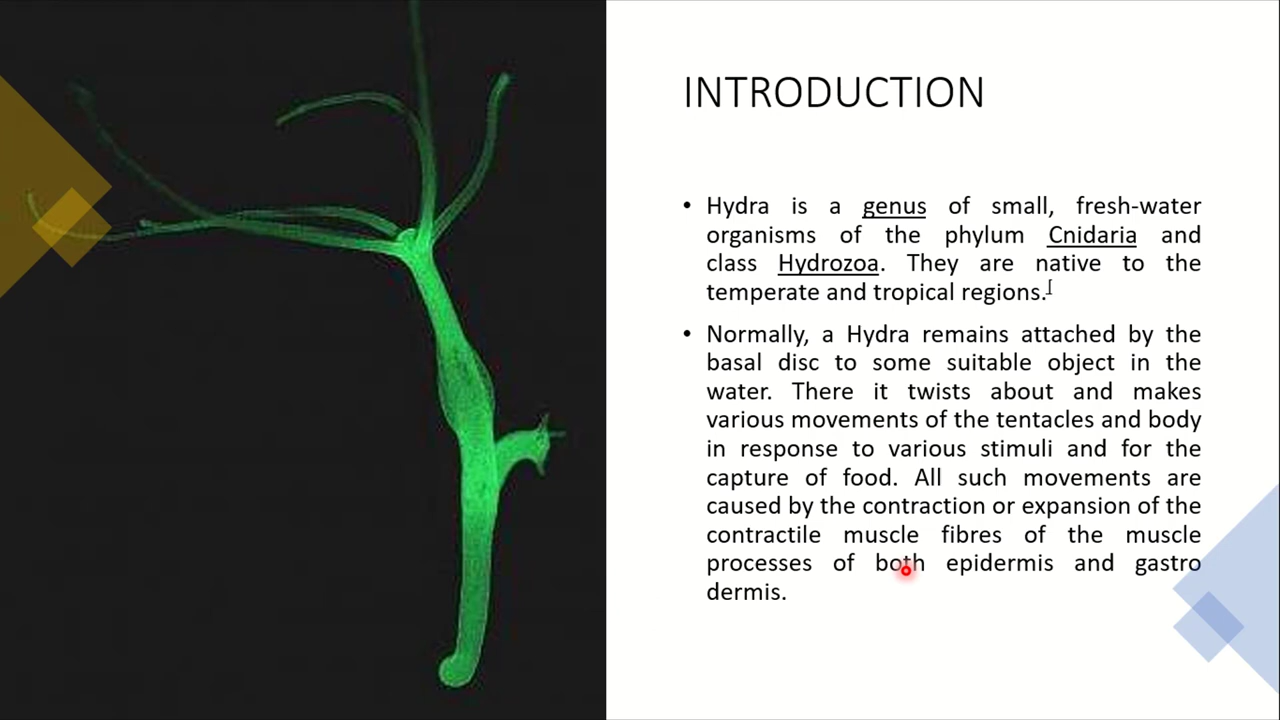 INTRODUCTION
• Hydra is a genus of small, fresh-water
organisms of the phylum Cnidaria and
class Hydrozoa. They are native to the
temperate and tropical regions.[
• Normally, a Hydra remains attached by the
basal disc to some suitable object in the
water. There it twists about and makes
various movements of the tentacles and body
in response to various stimuli and for the
capture of food. All such movements are
caused by the contraction or expansion of the
contractile muscle fibres of the muscle
processes of both epidermis and gastro
dermis.